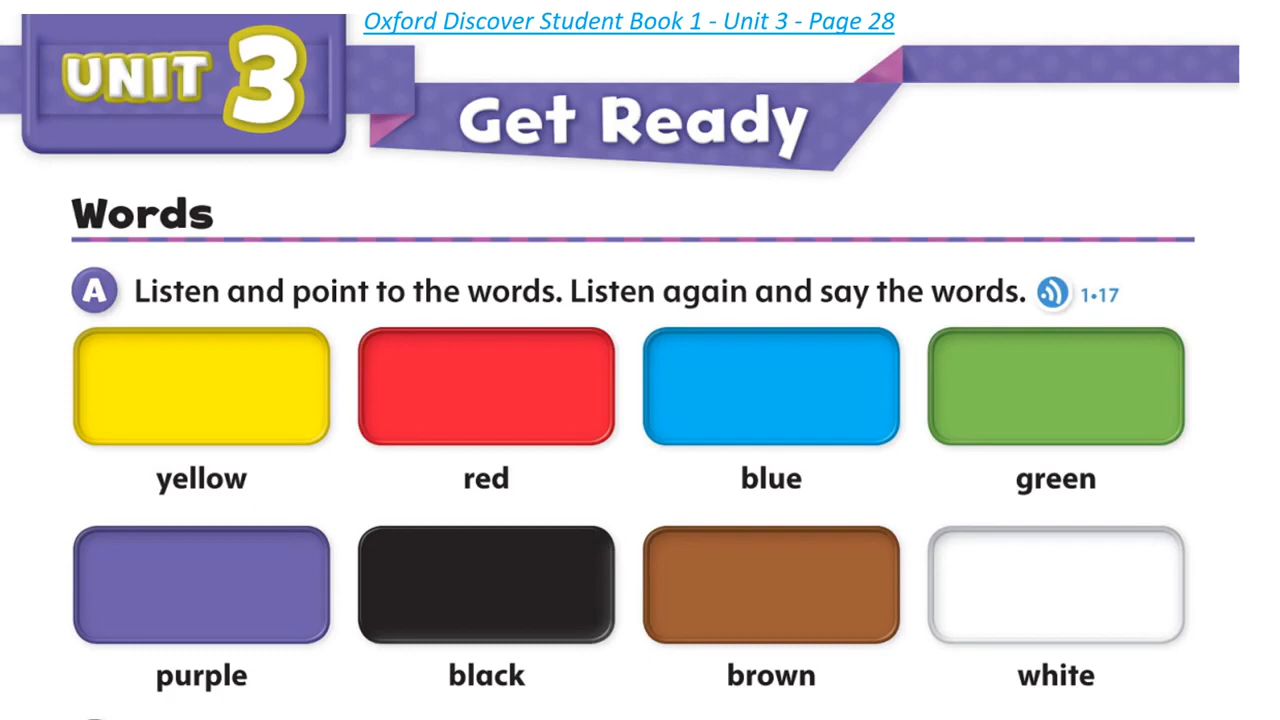 Oxford Discover Student Book 1 - Unit 3 - Page 28
UNIT 3
Get Ready
Words
A Listen and point to the words. Listen again and say the words. 1•17
yellow red blue green
purple black brown white